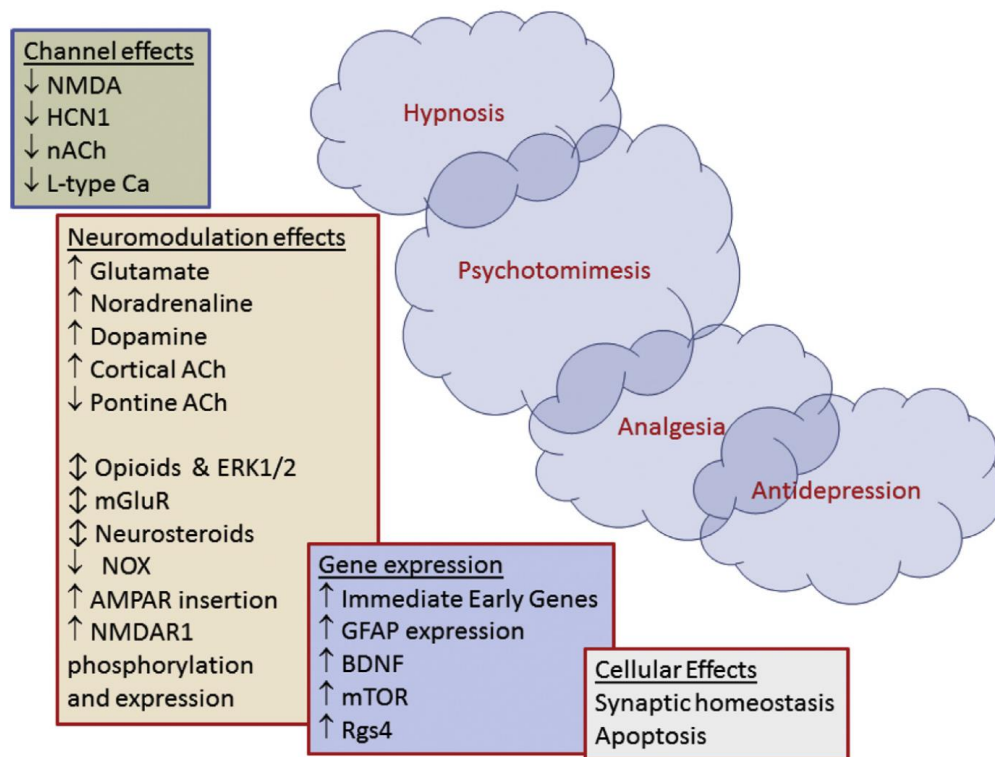 Channel effects
↓ NMDA
↓ HCN1
↓ nACh
↓ L-type Ca
Hypnosis
Psychotomimesis
Analgesia
Antidepression
Neuromodulation effects
↑ Glutamate
↑ Noradrenaline
↑ Dopamine
↑ Cortical ACh
↓ Pontine ACh
↕ Opioids & ERK1/2
↕ mGluR
↕ Neurosteroids
↓ NOX
↑ AMPAR insertion
↑ NMDAR1
phosphorylation
and expression
Gene expression
↑ Immediate Early Genes
↑ GFAP expression
↑ BDNF
↑ mTOR
↑ Rgs4
Cellular Effects
Synaptic homeostasis
Apoptosis